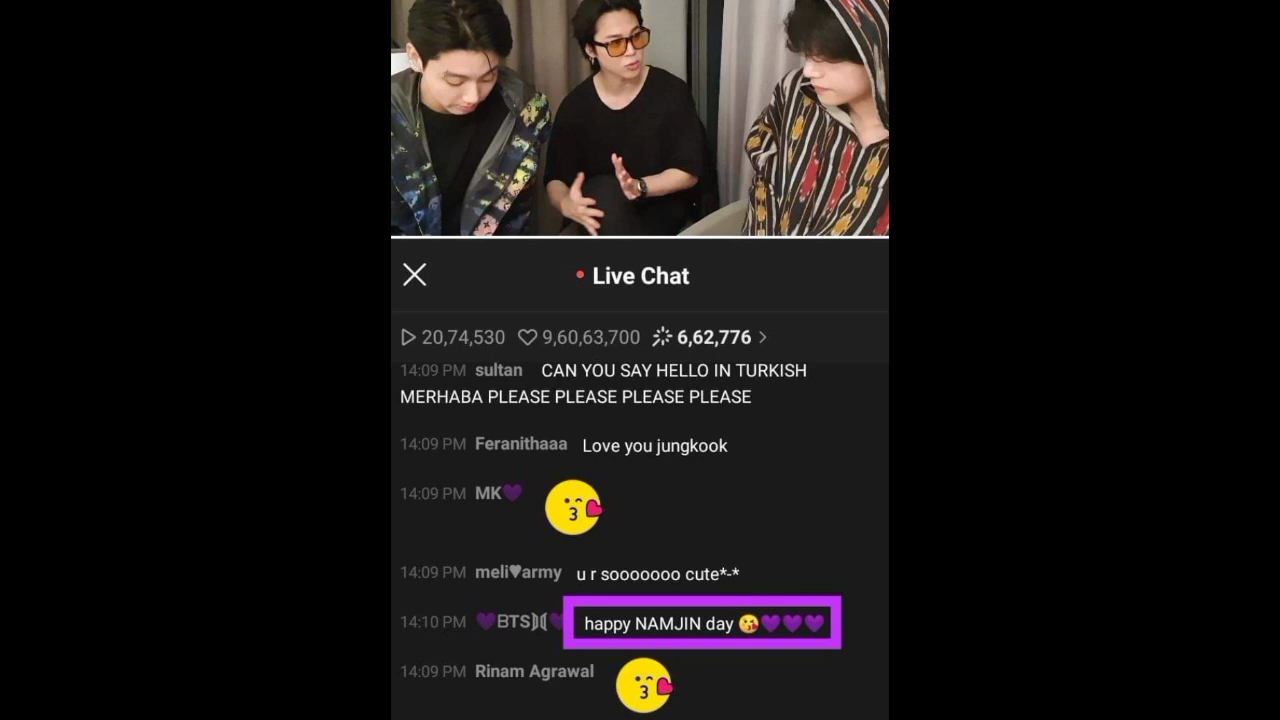 Live Chat
20,74,530 9,60,63,700 6,62,776 >
14:09 PM sultan CAN YOU SAY HELLO IN TURKISH
MERHABA PLEASE PLEASE PLEASE PLEASE
14:09 PM Feranithaaa Love you jungkook
14:09 PM MK💜
14:09 PM meli♥army u r sooooooo cute*-*
14:10 PM 💜BTS💜 happy NAMJIN day 😘💜💜💜
14:09 PM Rinam Agrawal